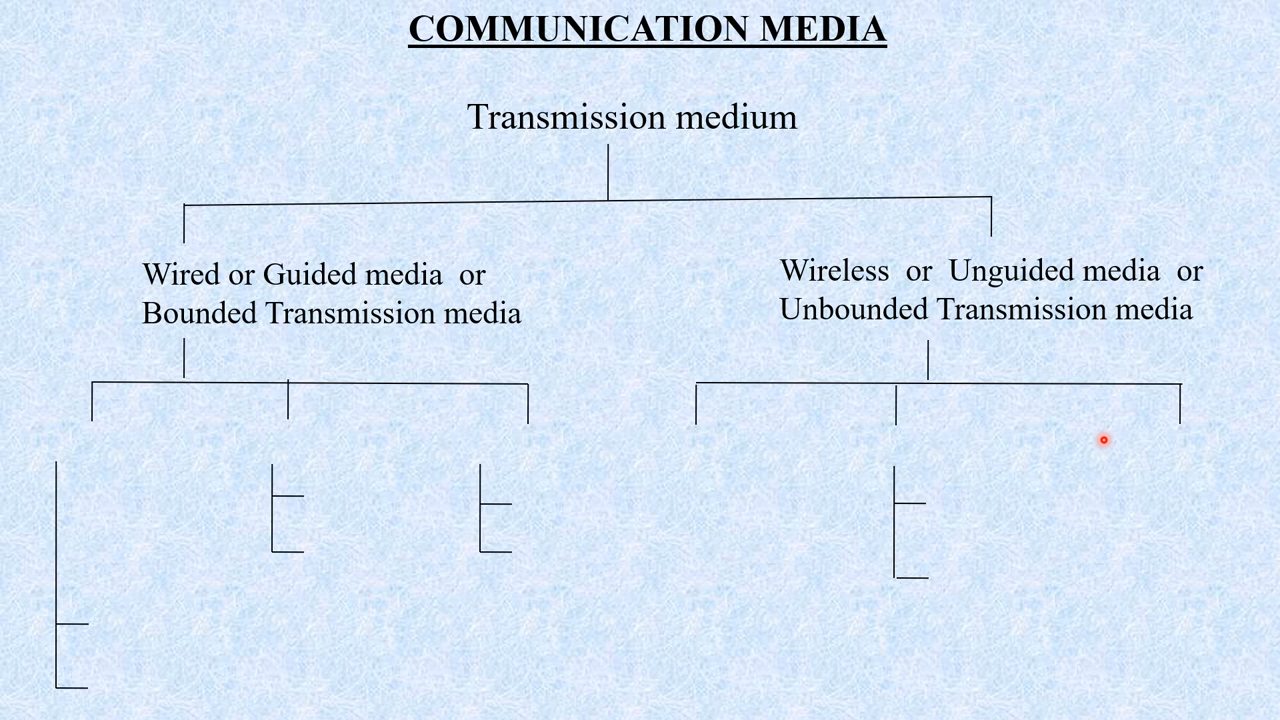 COMMUNICATION MEDIA
Transmission medium
Wired or Guided media or
Bounded Transmission media
Wireless or Unguided media or
Unbounded Transmission media